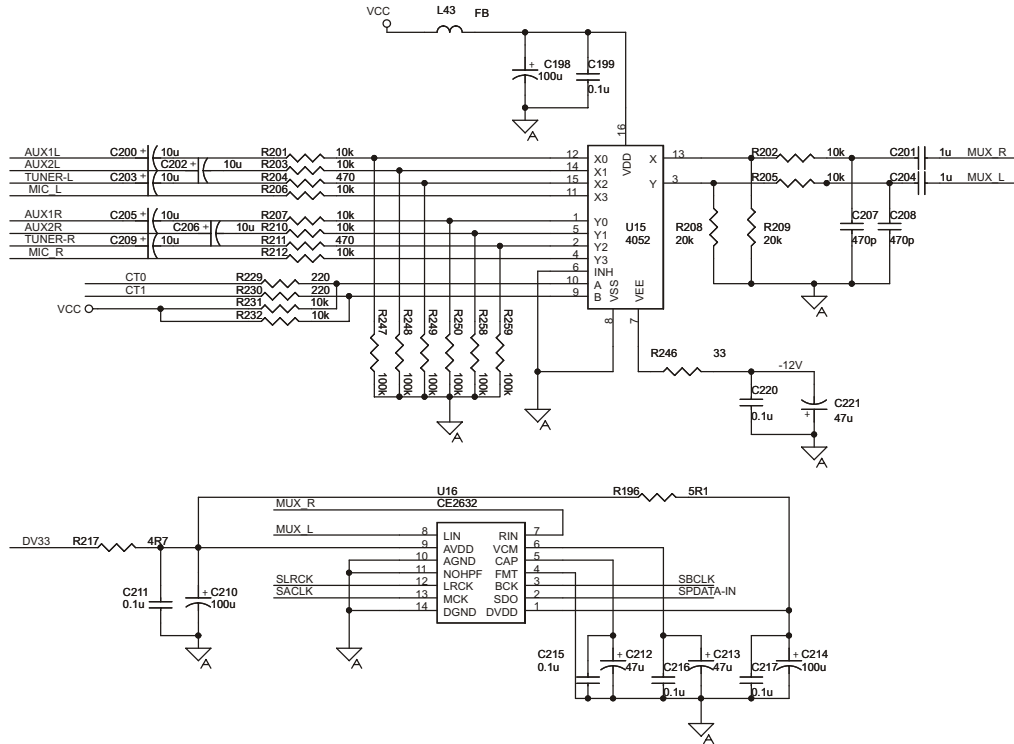 VCC L43 FB
C198 100u
C199 0.1u
A
16
AUX1L C200 + 10u R201 10k 12 X0 VDD X 13 R202 10k C201 1u MUX_R
AUX2L C202 + 10u R203 10k 14 X1
TUNER-L C203 + 10u R204 470 15 X2 Y 3 R205 10k C204 1u MUX_L
MIC_L R206 10k 11 X3
AUX1R C205 + 10u R207 10k 1 Y0
AUX2R C206 + 10u R210 10k 5 Y1
TUNER-R C209 + 10u R211 470 2 Y2
MIC_R R212 10k 4 Y3
U15 4052
R208 20k
R209 20k
C207 470p
C208 470p
A
6 INH
CT0 R229 220 10 A
CT1 R230 220 9 B
VSS VEE
8 7
VCC R231 10k
R232 10k
R247 R248 R249 R250 R258 R259
100k 100k 100k 100k 100k 100k
A
A
R246 33 -12V
C220 0.1u
+ C221 47u
A
U16 CE2632
R196 5R1
MUX_R
MUX_L
DV33 R217 4R7
8 LIN RIN 7
9 AVDD VCM 6
10 AGND CAP 5
11 NOHPF FMT 4
SLRCK 12 LRCK BCK 3 SBCLK
SACLK 13 MCK SDO 2 SPDATA-IN
14 DGND DVDD 1
C211 0.1u
+ C210 100u
A
A
C215 0.1u
+ C212 47u
C216 0.1u
+ C213 47u
C217 0.1u
+ C214 100u
A